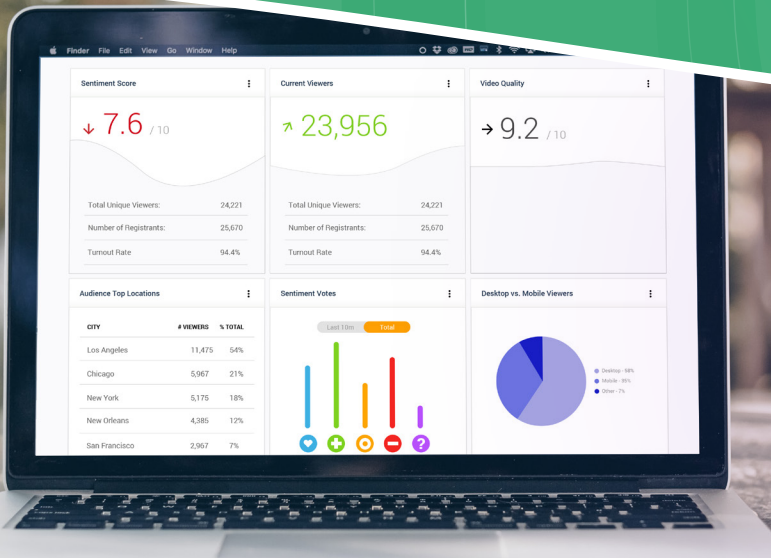 Finder File Edit View Go Window Help
Sentiment Score
7.6 / 10
Total Unique Viewers: 24,221
Number of Registrants: 25,670
Turnout Rate 94.4%
Current Viewers
23,956
Total Unique Viewers: 24,221
Number of Registrants: 25,670
Turnout Rate 94.4%
Video Quality
9.2 / 10
Audience Top Locations
CITY # VIEWERS % TOTAL
Los Angeles 11,475 54%
Chicago 5,967 21%
New York 5,175 18%
New Orleans 4,385 12%
San Francisco 2,967 7%
Sentiment Votes
Last 10m Total
?
Desktop vs. Mobile Viewers
Desktop - 58%
Mobile - 35%
Other - 7%